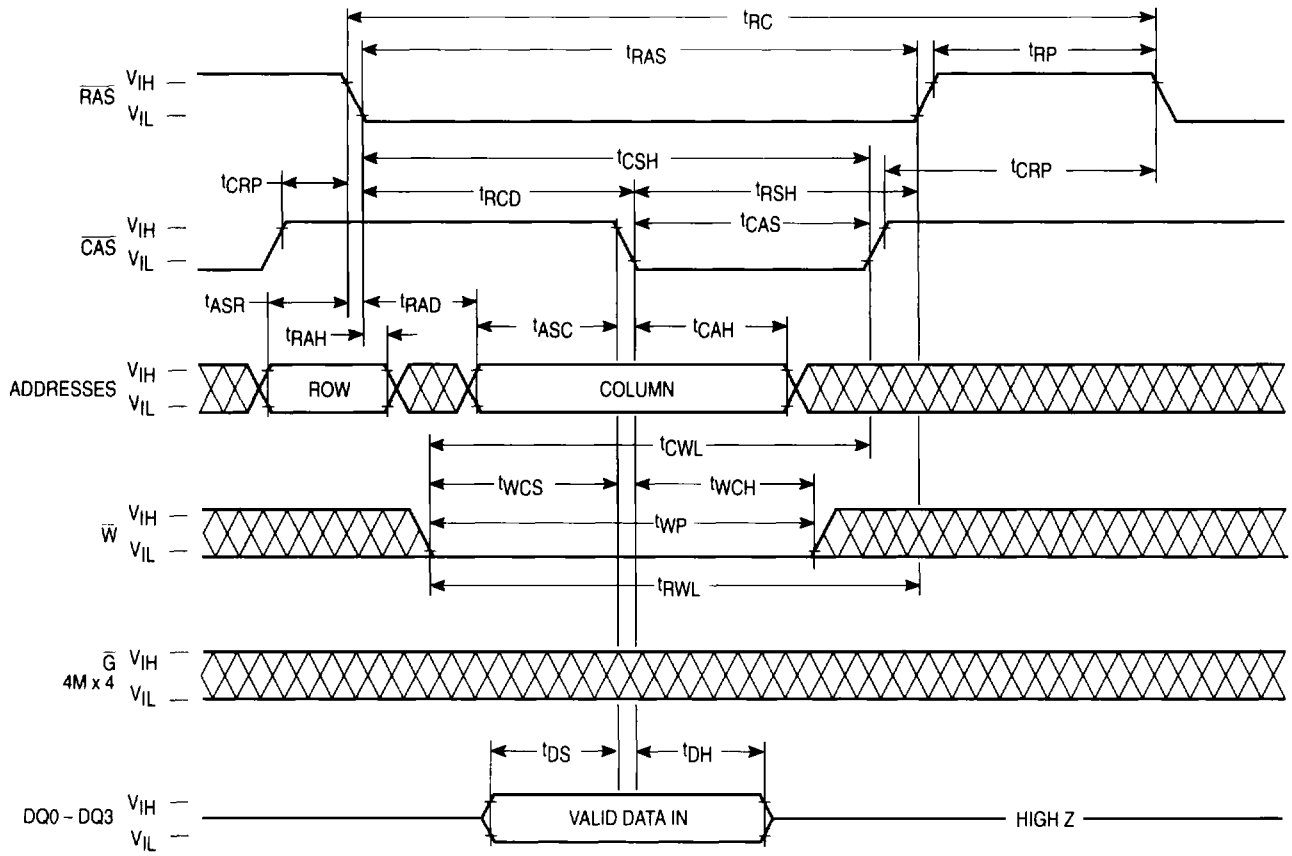 tRC
tRAS
tRP
RAS
VIH
VIL
tCSH
tCRP
tCRP
tRCD
tRSH
CAS
VIH
VIL
tCAS
tASR
tRAD
tRAH
tASC
tCAH
ADDRESSES
VIH
VIL
ROW
COLUMN
tCWL
tWCS
tWCH
W
VIH
VIL
tWP
tRWL
G
4M x 4
VIH
VIL
tDS
tDH
DQ0 – DQ3
VIH
VIL
VALID DATA IN
HIGH Z